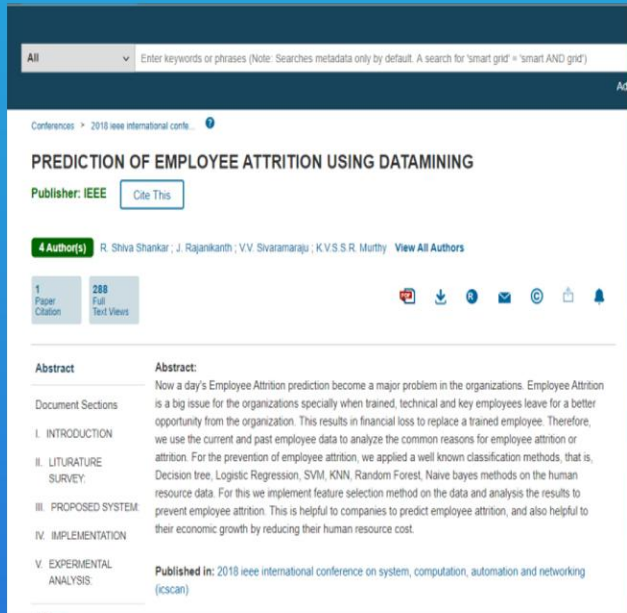 All
Enter keywords or phrases (Note: Searches metadata only by default. A search for 'smart grid' = 'smart AND grid')
Ad
Conferences > 2018 ieee international confe... ?
PREDICTION OF EMPLOYEE ATTRITION USING DATAMINING
Publisher: IEEE
Cite This
4 Author(s) R. Shiva Shankar ; J. Rajanikanth ; V.V. Sivaramaraju ; K.V.S.S.R. Murthy View All Authors
1
Paper
Citation
288
Full
Text Views
PDF
R
©
Abstract
Document Sections
I. INTRODUCTION
II. LITURATURE
SURVEY:
III. PROPOSED SYSTEM:
IV. IMPLEMENTATION
V. EXPERMENTAL
ANALYSIS:
Abstract:
Now a day's Employee Attrition prediction become a major problem in the organizations. Employee Attrition
is a big issue for the organizations specially when trained, technical and key employees leave for a better
opportunity from the organization. This results in financial loss to replace a trained employee. Therefore,
we use the current and past employee data to analyze the common reasons for employee attrition or
attrition. For the prevention of employee attrition, we applied a well known classification methods, that is,
Decision tree, Logistic Regression, SVM, KNN, Random Forest, Naive bayes methods on the human
resource data. For this we implement feature selection method on the data and analysis the results to
prevent employee attrition. This is helpful to companies to predict employee attrition, and also helpful to
their economic growth by reducing their human resource cost.
Published in: 2018 ieee international conference on system, computation, automation and networking
(icscan)